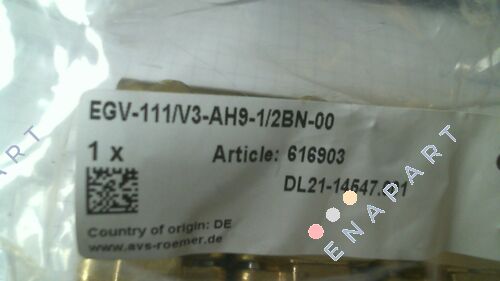 EGV-111/V3-AH9-1/2BN-00
1 x
Article: 616903
DL21-14547.001
Country of origin: DE
www.avs-roemer.de
ENAPART